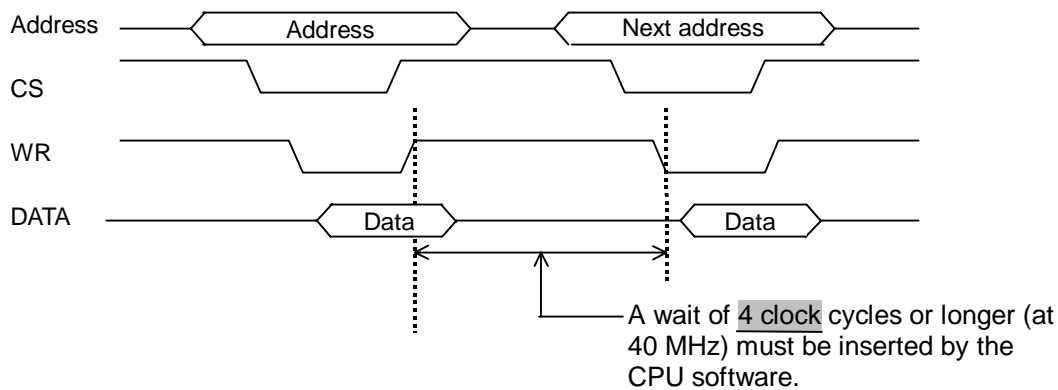 Address
Address
Next address
CS
WR
DATA
Data
Data
A wait of 4 clock cycles or longer (at
40 MHz) must be inserted by the
CPU software.